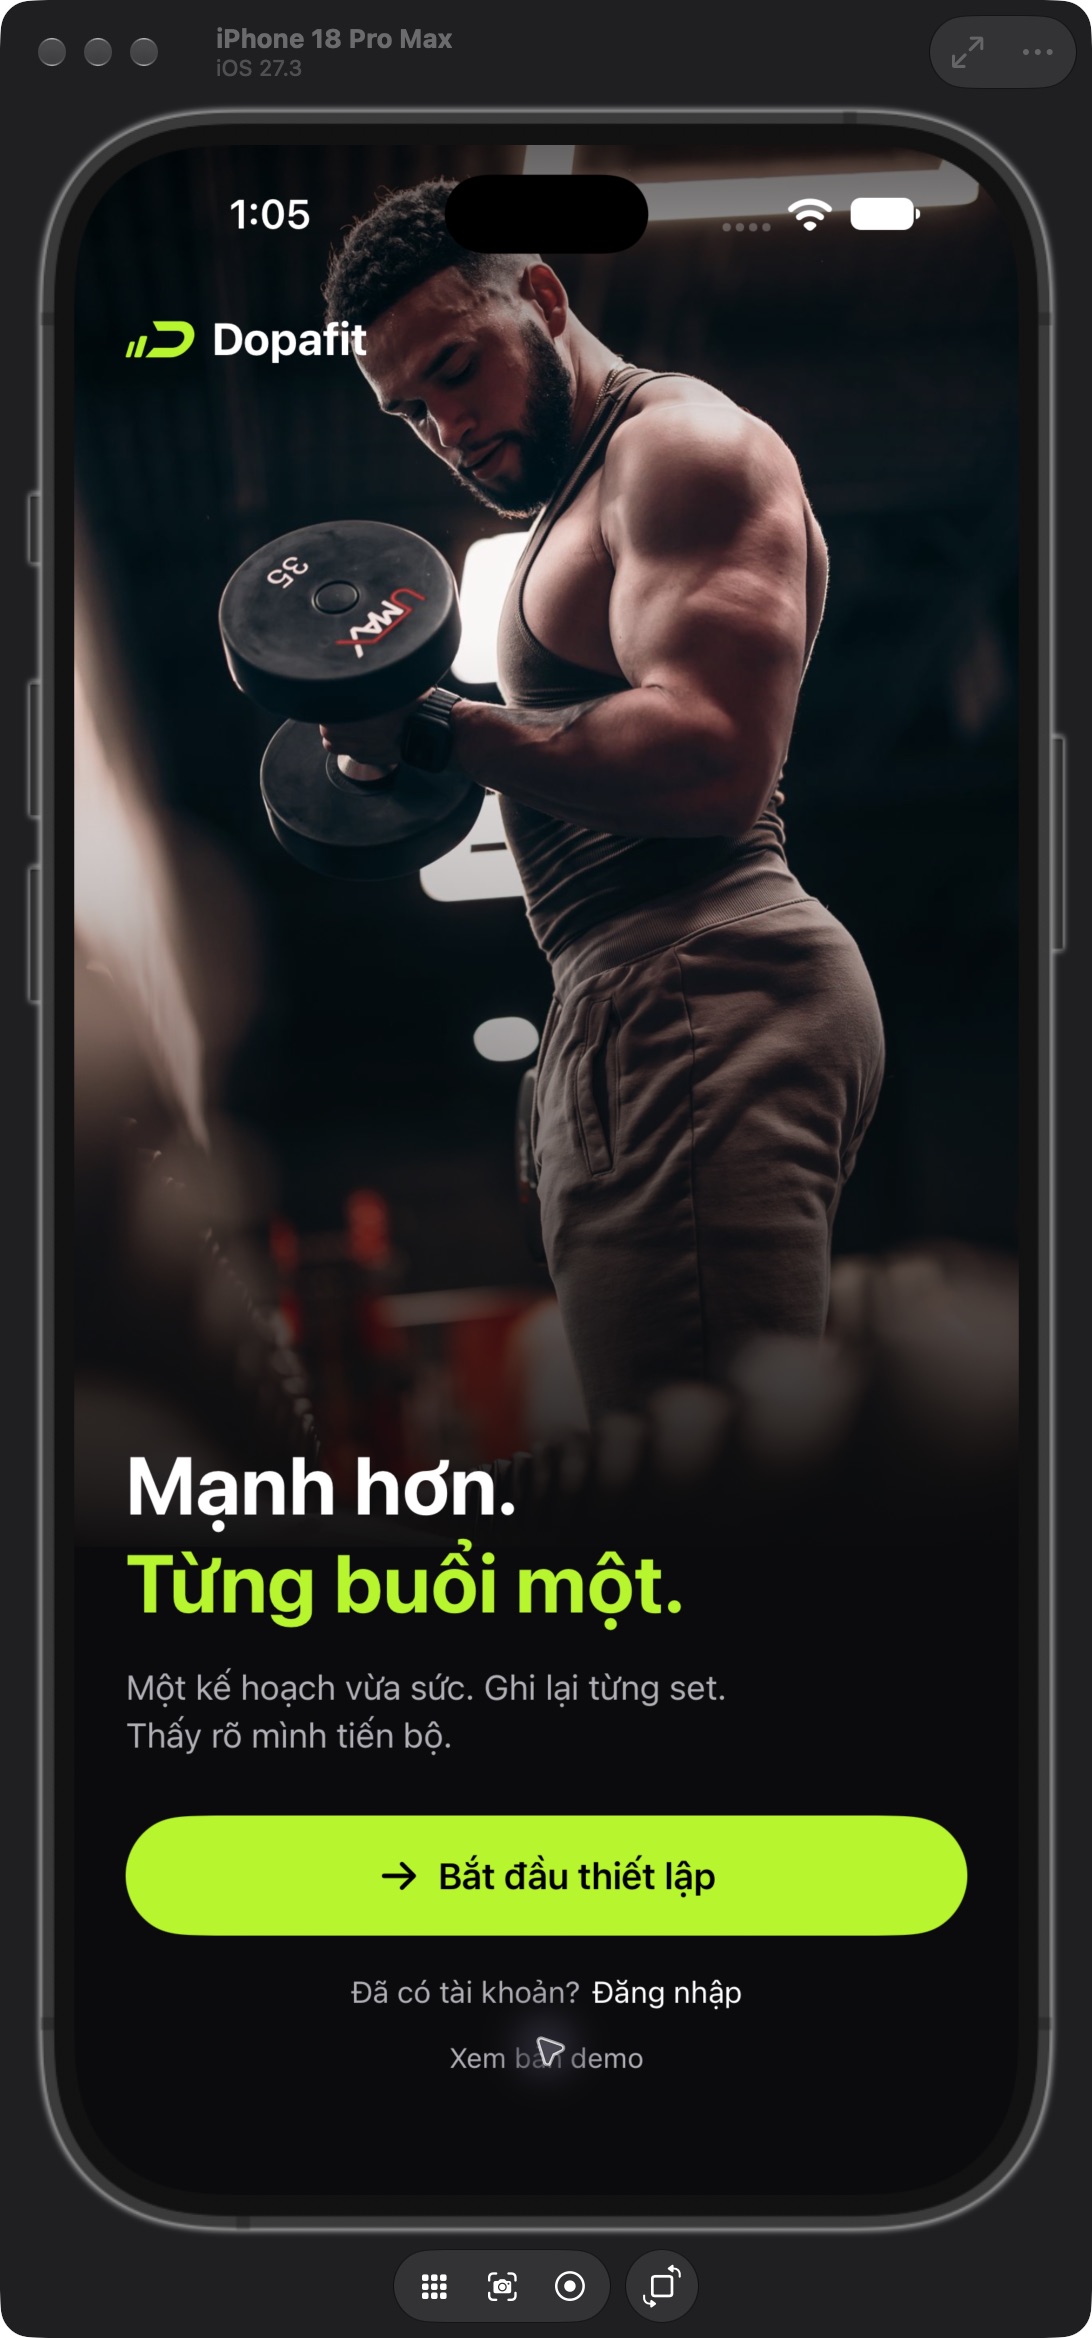 iPhone 18 Pro Max
iOS 27.3
1:05
Dopafit
35
UMAX
Mạnh hơn.
Từng buổi một.
Một kế hoạch vừa sức. Ghi lại từng set.
Thấy rõ mình tiến bộ.
Bắt đầu thiết lập
Đã có tài khoản? Đăng nhập
Xem bản demo